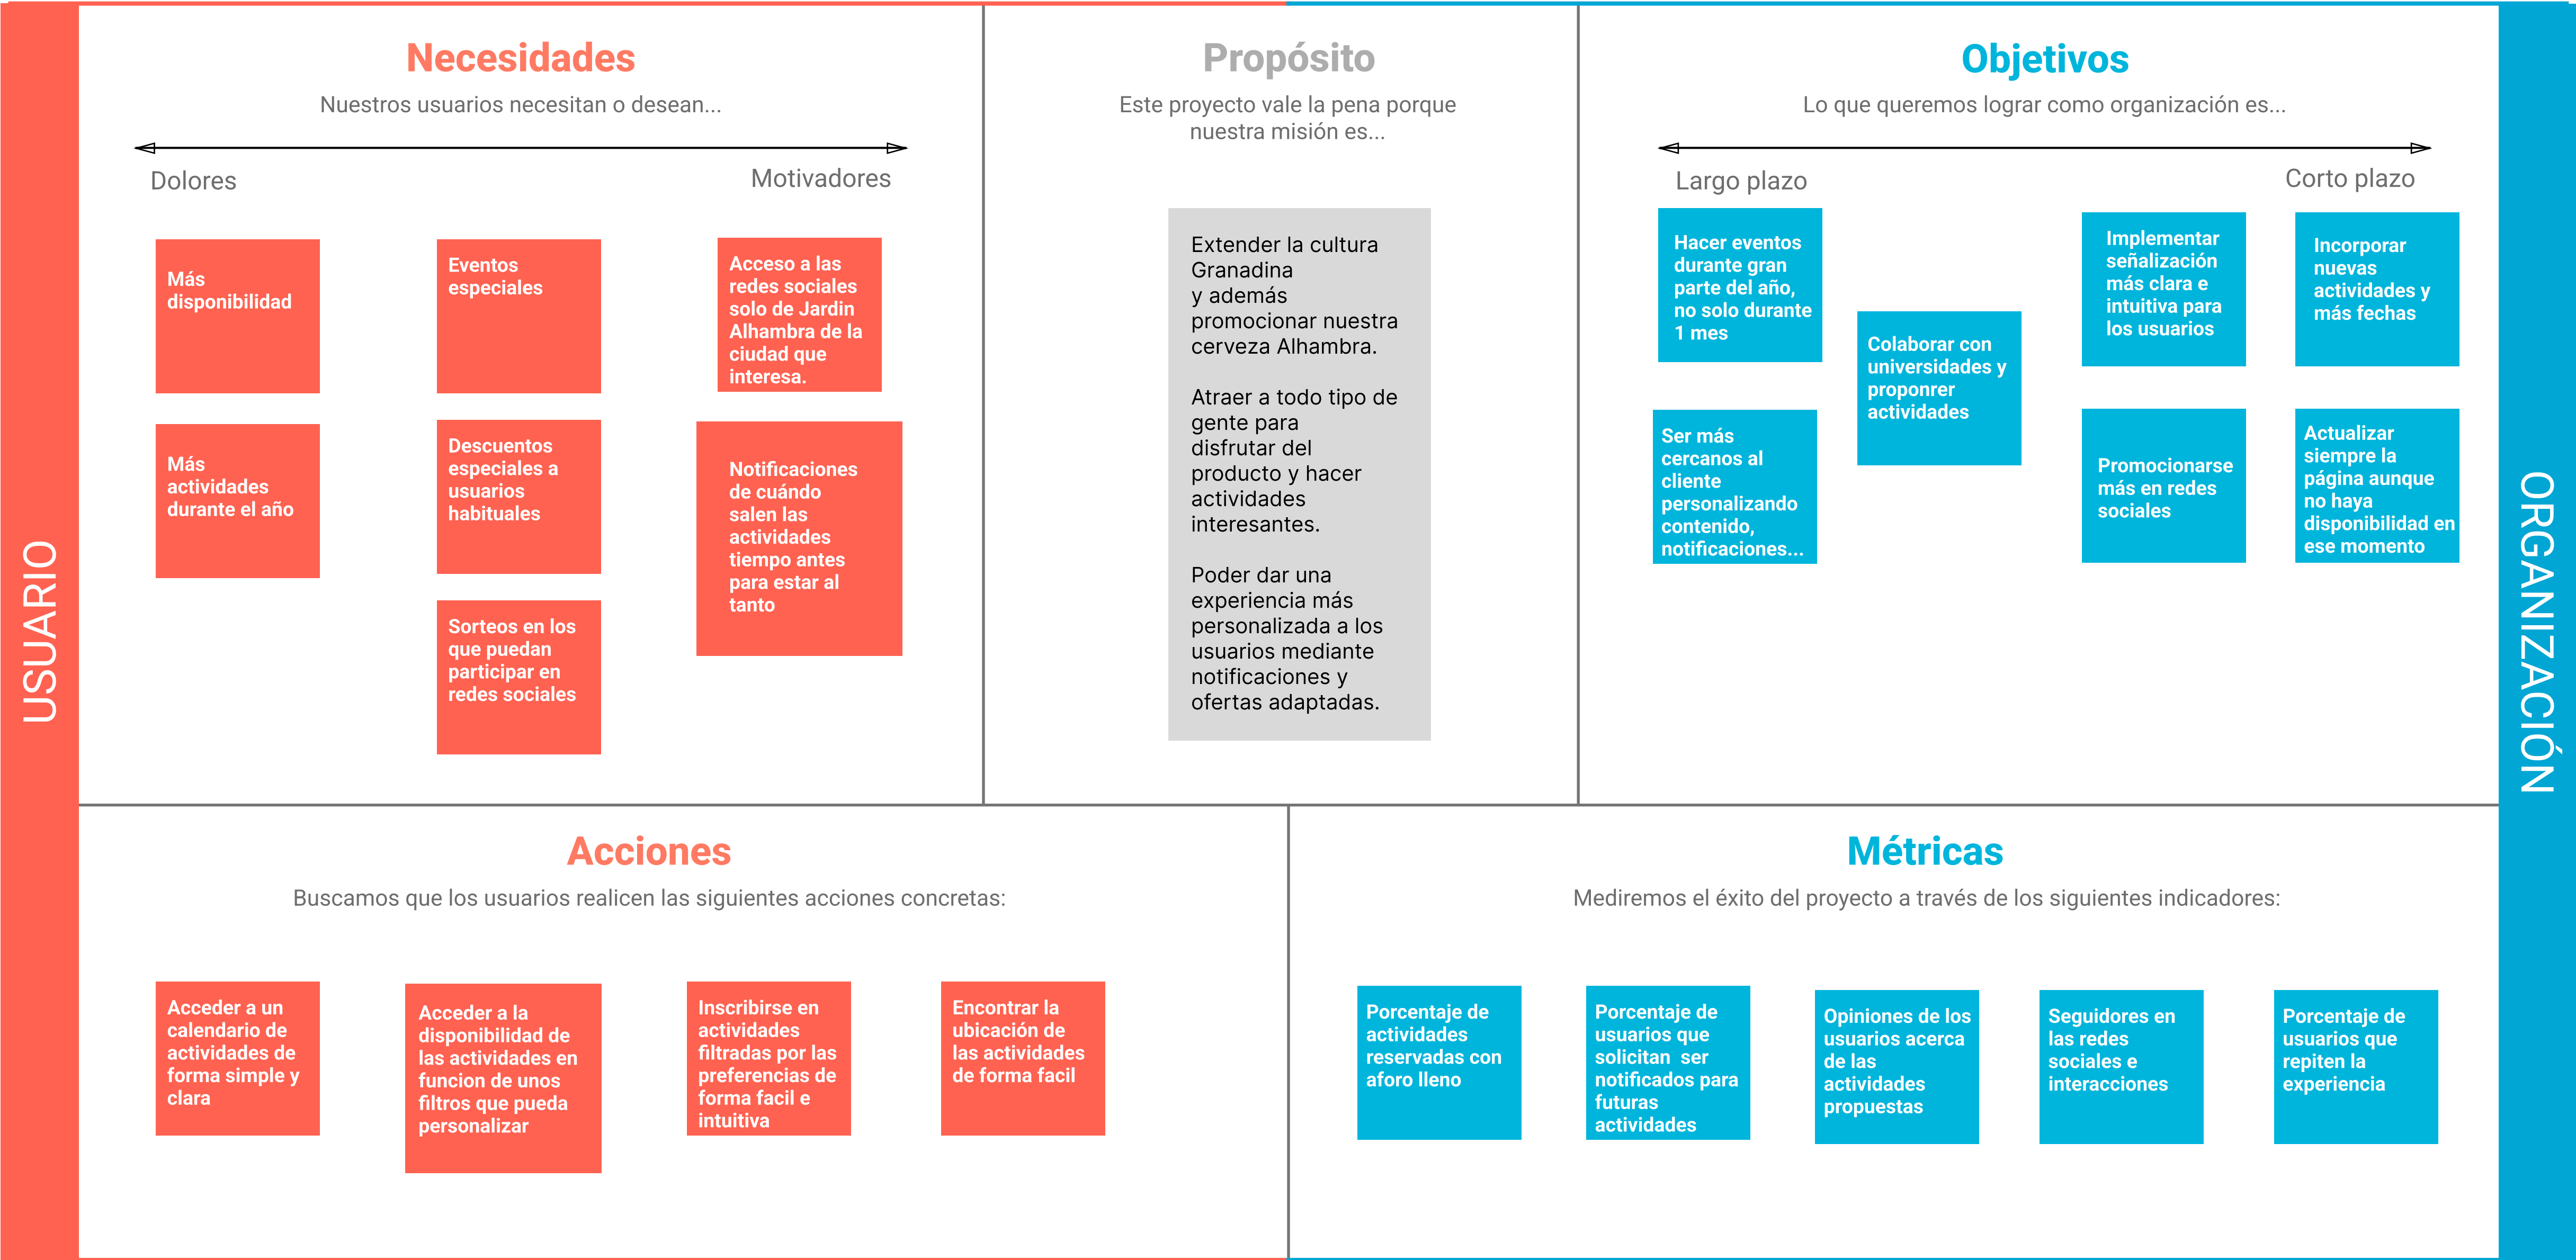 USUARIO
Necesidades
Nuestros usuarios necesitan o desean...
Dolores
Motivadores
Más
disponibilidad
Más
actividades
durante el año
Eventos
especiales
Descuentos
especiales a
usuarios
habituales
Sorteos en los
que puedan
participar en
redes sociales
Acceso a las
redes sociales
solo de Jardin
Alhambra de la
ciudad que
interesa.
Notificaciones
de cuándo
salen las
actividades
tiempo antes
para estar al
tanto
Propósito
Este proyecto vale la pena porque
nuestra misión es...
Extender la cultura
Granadina
y además
promocionar nuestra
cerveza Alhambra.
Atraer a todo tipo de
gente para
disfrutar del
producto y hacer
actividades
interesantes.
Poder dar una
experiencia más
personalizada a los
usuarios mediante
notificaciones y
ofertas adaptadas.
Objetivos
Lo que queremos lograr como organización es...
Largo plazo
Corto plazo
Hacer eventos
durante gran
parte del año,
no solo durante
1 mes
Ser más
cercanos al
cliente
personalizando
contenido,
notificaciones...
Colaborar con
universidades y
proponrer
actividades
Implementar
señalización
más clara e
intuitiva para
los usuarios
Promocionarse
más en redes
sociales
Incorporar
nuevas
actividades y
más fechas
Actualizar
siempre la
página aunque
no haya
disponibilidad en
ese momento
ORGANIZACIÓN
Acciones
Buscamos que los usuarios realicen las siguientes acciones concretas:
Acceder a un
calendario de
actividades de
forma simple y
clara
Acceder a la
disponibilidad de
las actividades en
funcion de unos
filtros que pueda
personalizar
Inscribirse en
actividades
filtradas por las
preferencias de
forma facil e
intuitiva
Encontrar la
ubicación de
las actividades
de forma facil
Métricas
Mediremos el éxito del proyecto a través de los siguientes indicadores:
Porcentaje de
actividades
reservadas con
aforo lleno
Porcentaje de
usuarios que
solicitan  ser
notificados para
futuras
actividades
Opiniones de los
usuarios acerca
de las
actividades
propuestas
Seguidores en
las redes
sociales e
interacciones
Porcentaje de
usuarios que
repiten la
experiencia